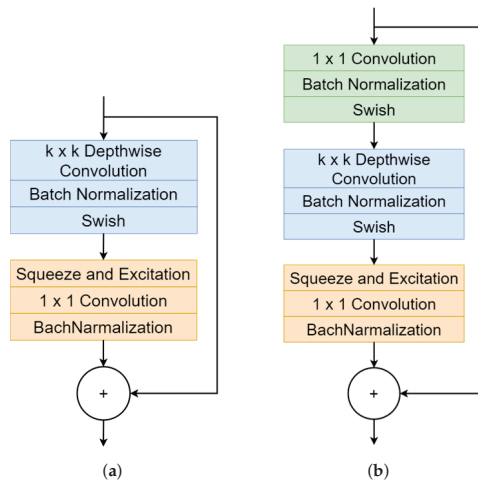 k x k Depthwise
Convolution
Batch Normalization
Swish
Squeeze and Excitation
1 x 1 Convolution
BachNarmalization
+
(a)
1 x 1 Convolution
Batch Normalization
Swish
k x k Depthwise
Convolution
Batch Normalization
Swish
Squeeze and Excitation
1 x 1 Convolution
BachNarmalization
+
(b)